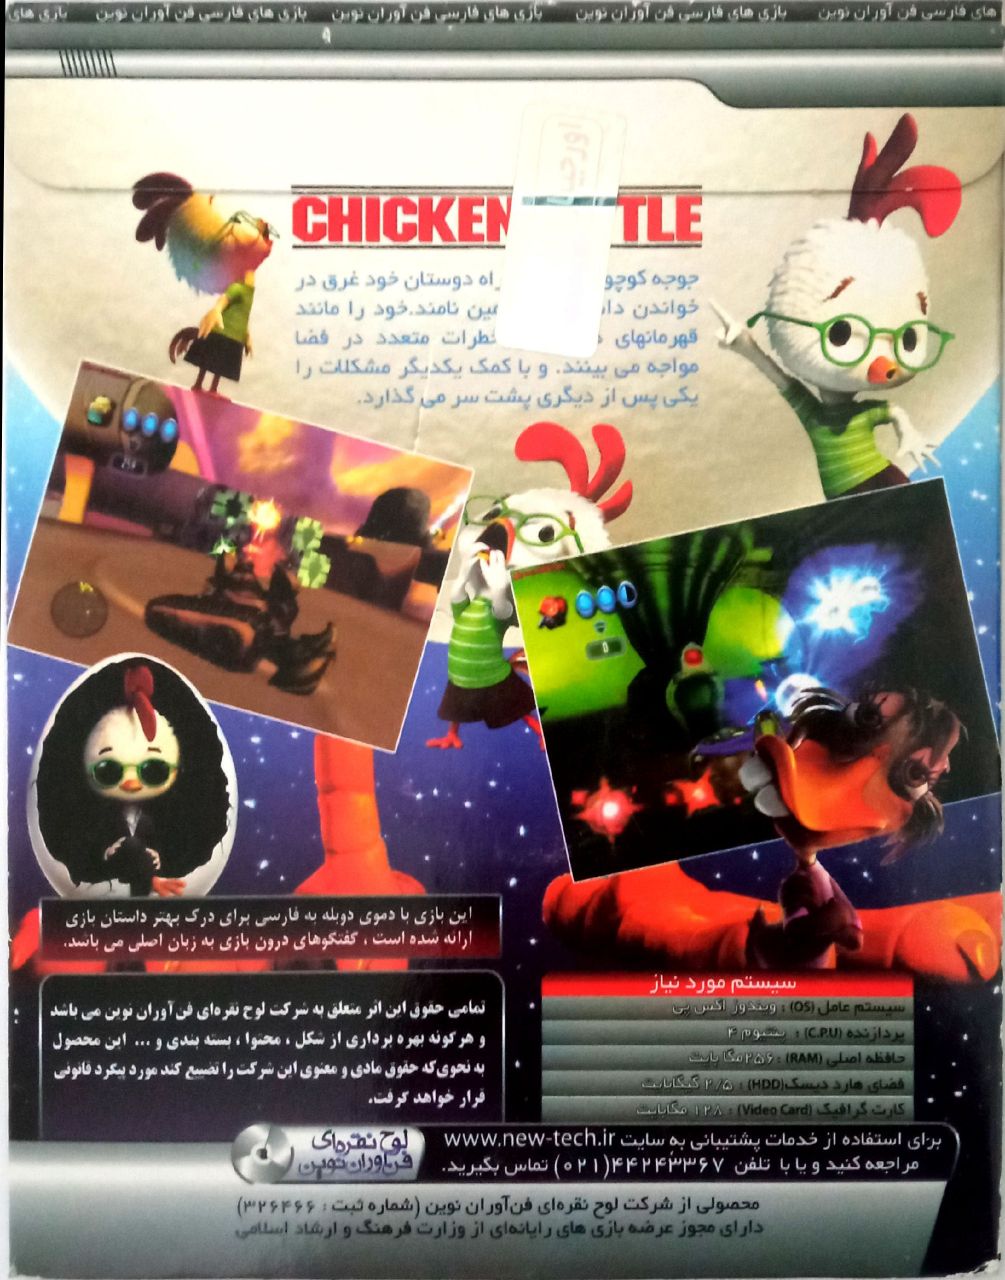 های فارسی فن آوران نوین بازی های فارسی فن آوران نوین بازی های فارسی فن آوران نوین بازی های فارسی فن آوران نوین بازی های
اورجی
CHICKEN TLE
جوجه کوچو راه دوستان خود غرق در
خواندن دا مین نامند.خود را مانند
قهرمانهای خطرات متعدد در فضا
مواجه می بینند. و با کمک یکدیگر مشکلات را
یکی پس از دیگری پشت سر می گذارد.
0
این بازی با دموی دوبله به فارسی برای درک بهتر داستان بازی
ارائه شده است ، گفتگوهای درون بازی به زبان اصلی می باشد.
تمامی حقوق این اثر متعلق به شرکت لوح نقره‌ای فن آوران نوین می باشد
و هرگونه بهره برداری از شکل ، محتوا ، بسته بندی و ... این محصول
به نحوی‌که حقوق مادی و معنوی این شرکت را تضییع کند مورد پیگرد قانونی
قرار خواهد گرفت.
سیستم مورد نیاز
سیستم عامل (OS) : ویندوز اکس پی
پردازنده (C.P.U) : پنتیوم ۴
حافظه اصلی (RAM) : ۲۵۶مگا بایت
فضای هارد دیسک(HDD) : ۲/۵ گیگابایت
کارت گرافیک (Video Card) : ۱۲۸ مگابایت
لوح نقره‌ای
فن‌آوران نوین
برای استفاده از خدمات پشتیبانی به سایت www.new-tech.ir
مراجعه کنید و یا با تلفن ۴۴۲۴۳۳۶۷(۰۲۱) تماس بگیرید.
محصولی از شرکت لوح نقره‌ای فن‌آوران نوین (شماره ثبت : ۳۲۶۴۶۶)
دارای مجوز عرضه بازی های رایانه‌ای از وزارت فرهنگ و ارشاد اسلامی